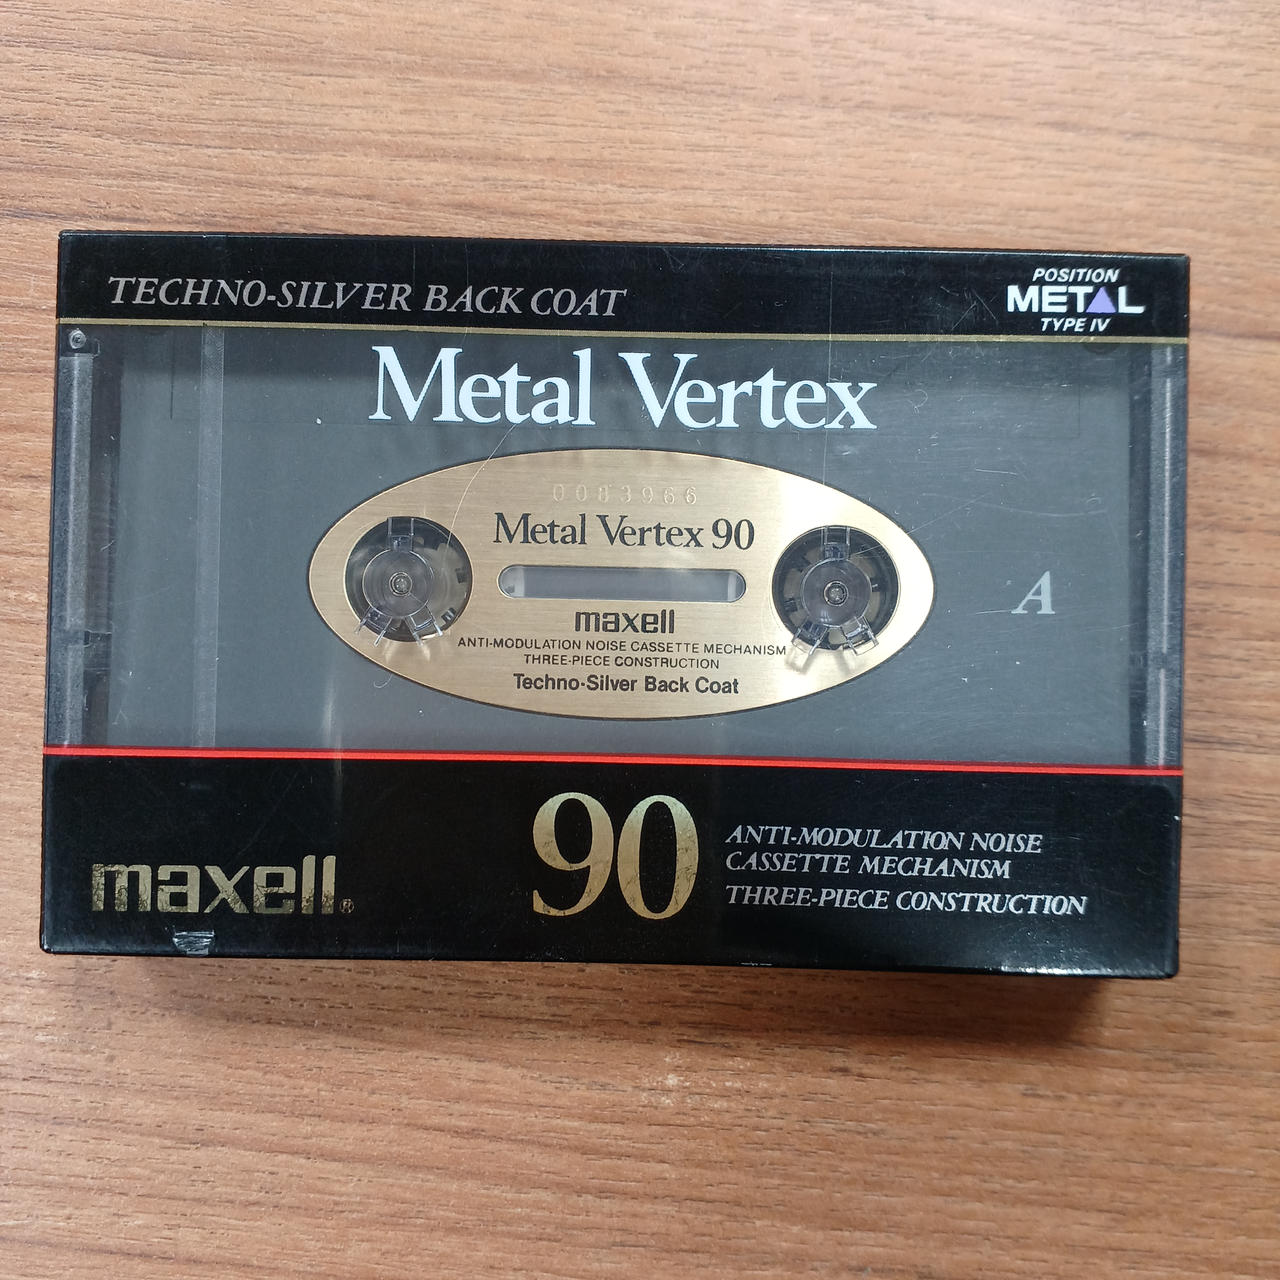 TECHNO-SILVER BACK COAT
POSITION
METAL
TYPE IV
Metal Vertex
0083966
Metal Vertex 90
maxell
ANTI-MODULATION NOISE CASSETTE MECHANISM
THREE-PIECE CONSTRUCTION
Techno-Silver Back Coat
A
maxell®
90
ANTI-MODULATION NOISE
CASSETTE MECHANISM
THREE-PIECE CONSTRUCTION